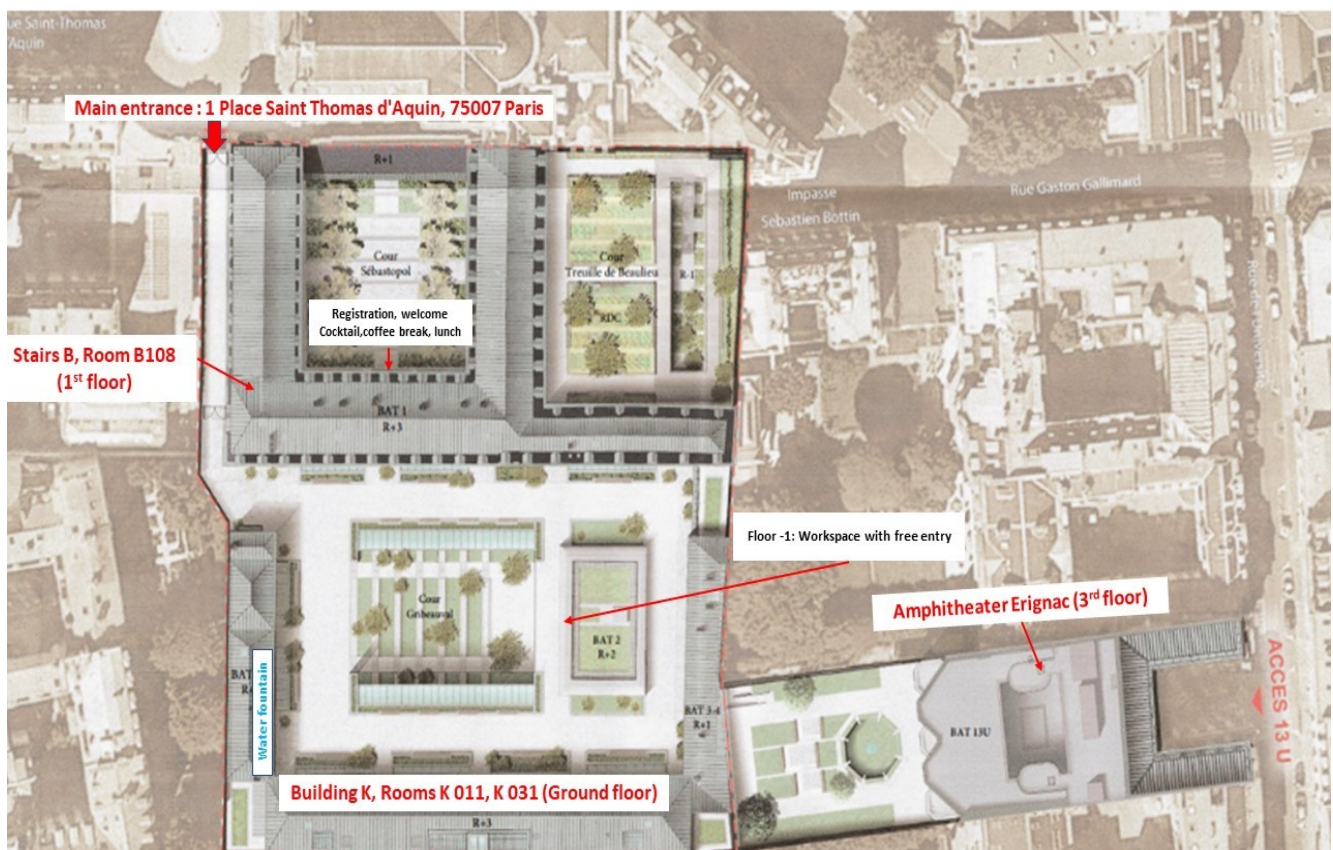 ue Saint-Thomas
d'Aquin
Main entrance : 1 Place Saint Thomas d'Aquin, 75007 Paris
R+1
Impasse
Sebastien Bottin
Rue Gaston Gallimard
Cour
Sébastopol
Cour
Treuille de Beaulieu
R-1
Registration, welcome
Cocktail,coffee break, lunch
RDC
Stairs B, Room B108
(1st floor)
BAT 1
R+3
Floor -1: Workspace with free entry
Cour
Gribeauval
Amphitheater Erignac (3rd floor)
BAT 2
R+2
BAT
Water fountain
BAT 3-4
R+1
BAT 13U
ACCES 13 U
Building K, Rooms K 011, K 031 (Ground floor)
R+3